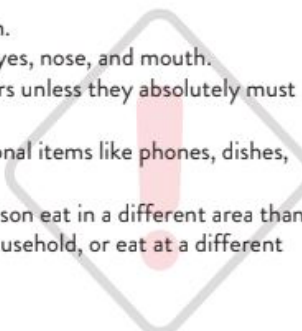 n.
yes, nose, and mouth.
rs unless they absolutely must
nal items like phones, dishes,
son eat in a different area than
usehold, or eat at a different